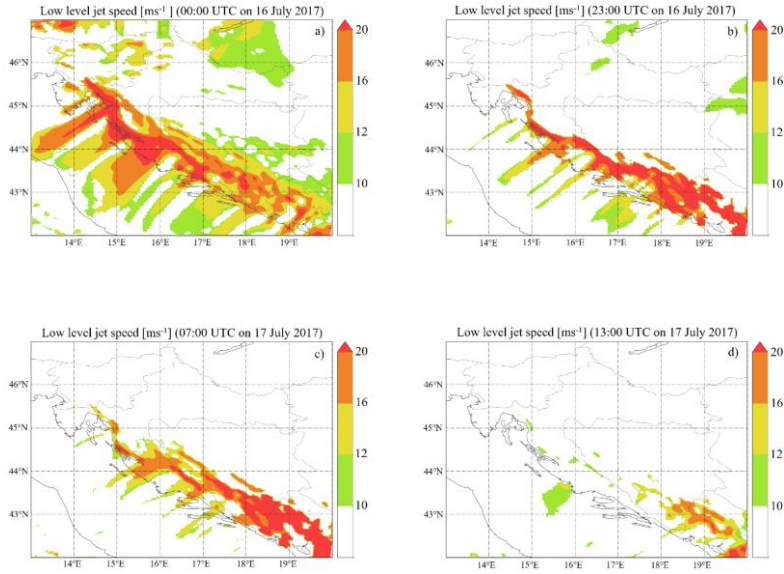 Low level jet speed [ms⁻¹ ] (00:00 UTC on 16 July 2017)
a)
20
16
12
10
46°N
45°N
44°N
43°N
14°E 15°E 16°E 17°E 18°E 19°E
Low level jet speed [ms⁻¹] (23:00 UTC on 16 July 2017)
b)
20
16
12
10
46°N
45°N
44°N
43°N
14°E 15°E 16°E 17°E 18°E 19°E
Low level jet speed [ms⁻¹] (07:00 UTC on 17 July 2017)
c)
20
16
12
10
46°N
45°N
44°N
43°N
14°E 15°E 16°E 17°E 18°E 19°E
Low level jet speed [ms⁻¹] (13:00 UTC on 17 July 2017)
d)
20
16
12
10
46°N
45°N
44°N
43°N
14°E 15°E 16°E 17°E 18°E 19°E